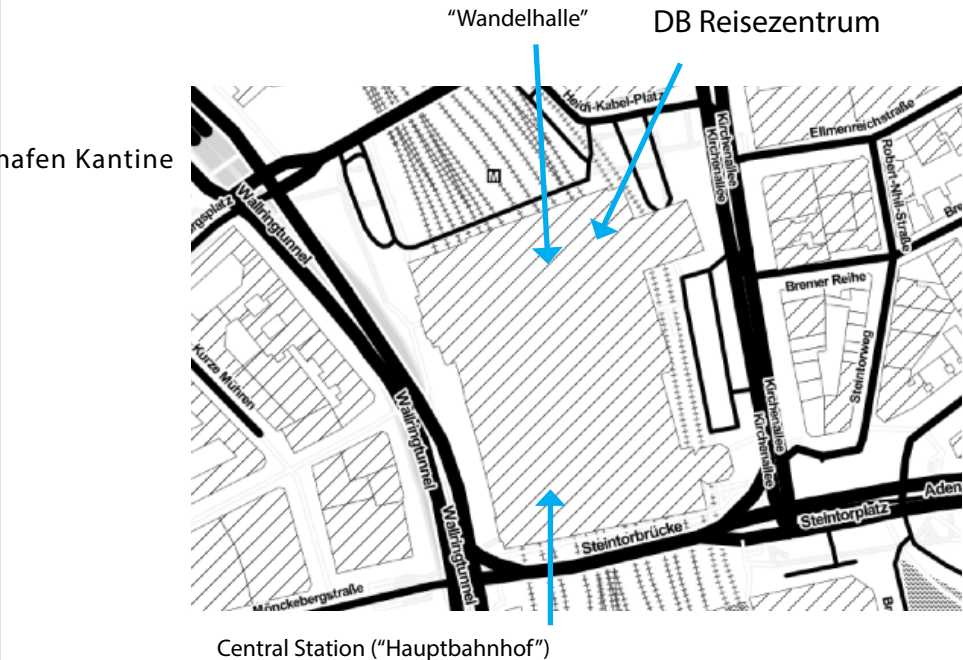 “Wandelhalle”
DB Reisezentrum
hafen Kantine
Heidi-Kabel-Platz
Kirchenallee
Kirchenallee
Ellmenreichstraße
Robert-Nhil-Straße
Bre
M
rgsplatz
Wallringtunnel
Bremer Reihe
Kurze Mühren
Steintorweg
Wallringtunnel
Kirchenallee
Kirchenallee
Wallringtunnel
Steintorbrücke
Steintorplatz
Aden
Mönckebergstraße
B
Central Station (“Hauptbahnhof”)